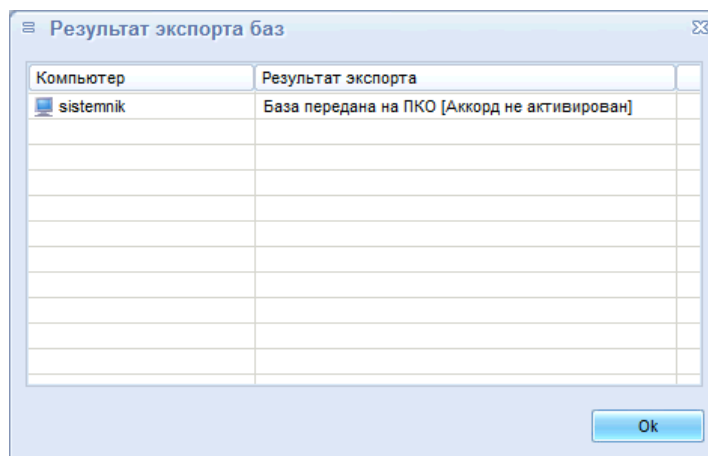 Результат экспорта баз
Компьютер Результат экспорта
sistemnik База передана на ПКО [Аккорд не активирован]
Ok